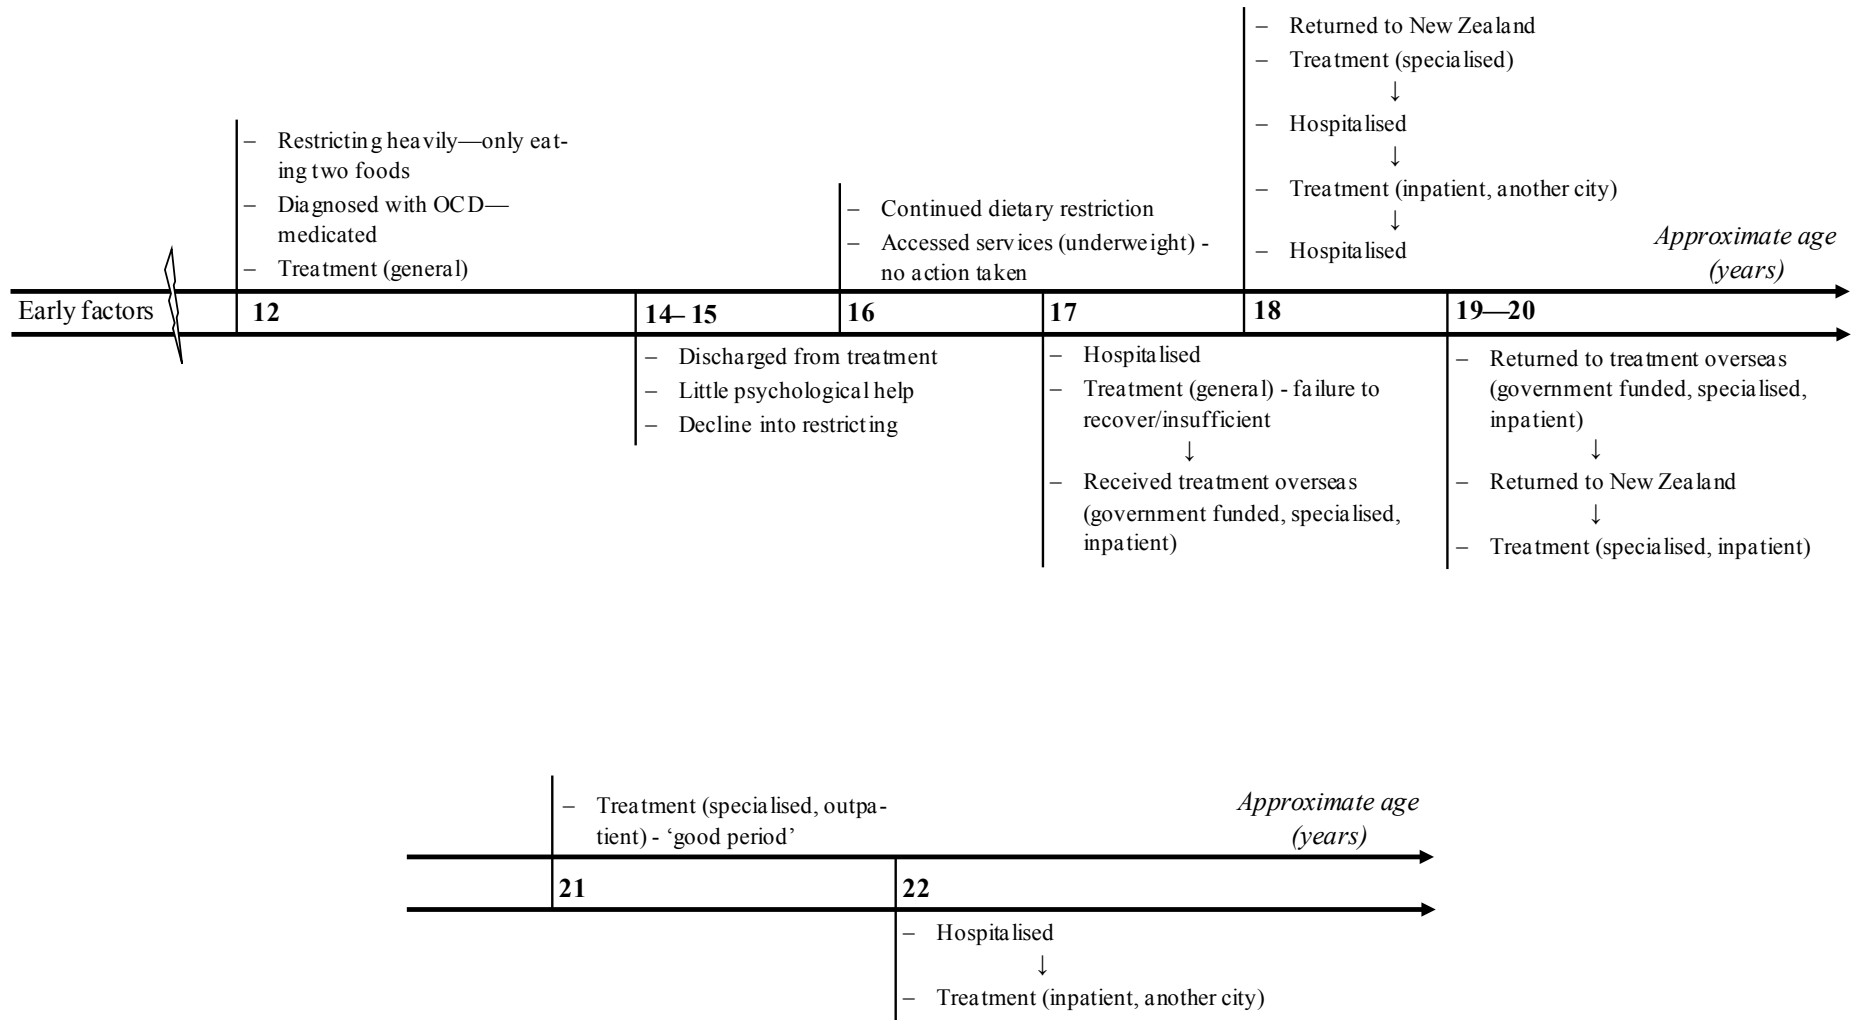 – Returned to New Zealand
– Treatment (specialised)
↓
– Hospitalised
↓
– Treatment (inpatient, another city)
↓
– Hospitalised
– Restricting heavily—only eat-
ing two foods
– Diagnosed with OCD—
medicated
– Treatment (general)
– Continued dietary restriction
– Accessed services (underweight) -
no action taken
Approximate age
(years)
Early factors
12
14–15
16
17
18
19—20
– Discharged from treatment
– Little psychological help
– Decline into restricting
– Hospitalised
– Treatment (general) - failure to
recover/insufficient
↓
– Received treatment overseas
(government funded, specialised,
inpatient)
– Returned to treatment overseas
(government funded, specialised,
inpatient)
↓
– Returned to New Zealand
↓
– Treatment (specialised, inpatient)
– Treatment (specialised, outpa-
tient) - ‘good period’
Approximate age
(years)
21
22
– Hospitalised
↓
– Treatment (inpatient, another city)